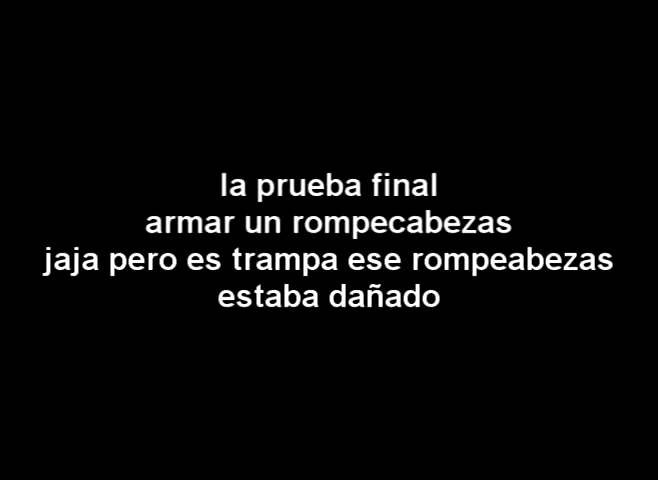 la prueba final
armar un rompecabezas
jaja pero es trampa ese rompeabezas
estaba dañado